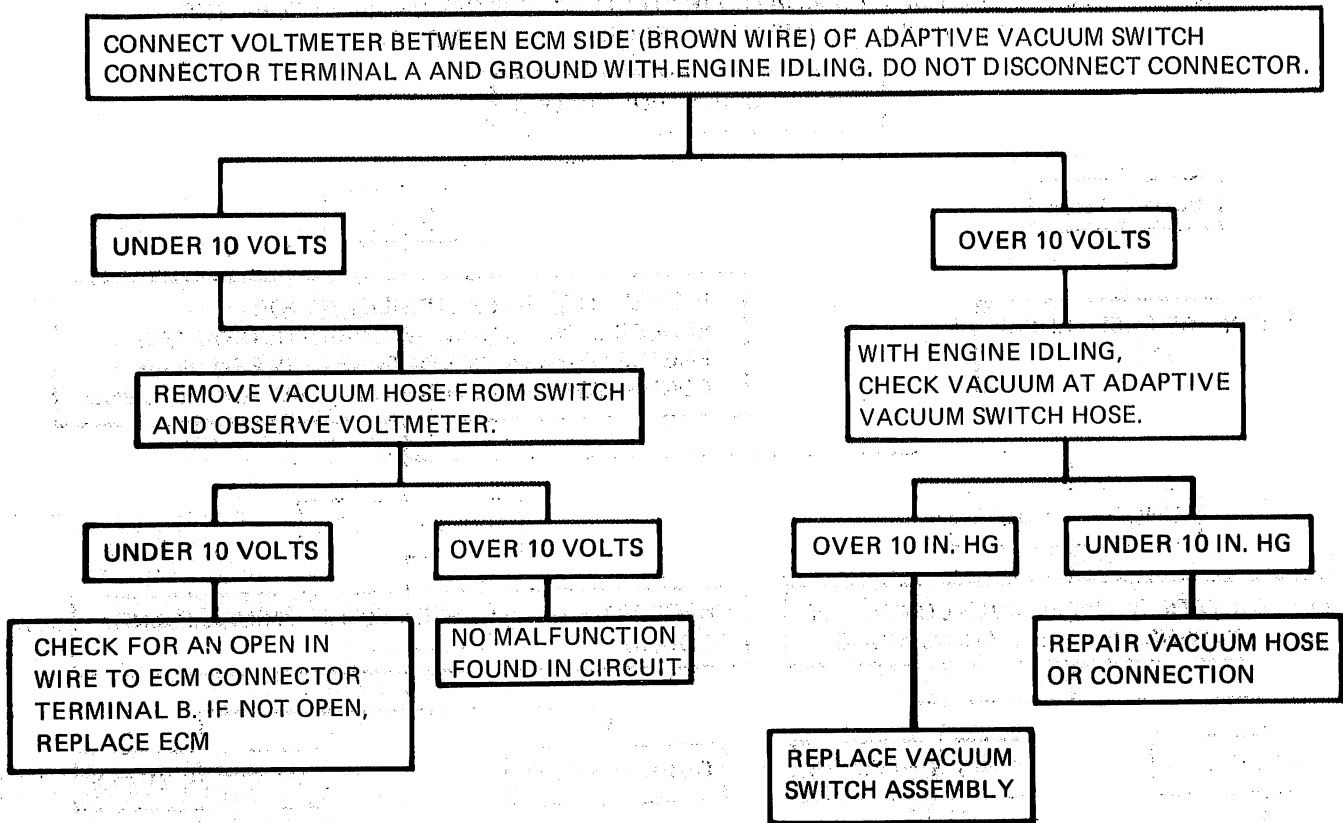 CONNECT VOLTMETER BETWEEN ECM SIDE (BROWN WIRE) OF ADAPTIVE VACUUM SWITCH
CONNECTOR TERMINAL A AND GROUND WITH ENGINE IDLING. DO NOT DISCONNECT CONNECTOR.
UNDER 10 VOLTS
OVER 10 VOLTS
REMOVE VACUUM HOSE FROM SWITCH
AND OBSERVE VOLTMETER.
WITH ENGINE IDLING,
CHECK VACUUM AT ADAPTIVE
VACUUM SWITCH HOSE.
UNDER 10 VOLTS
OVER 10 VOLTS
OVER 10 IN. HG
UNDER 10 IN. HG
CHECK FOR AN OPEN IN
WIRE TO ECM CONNECTOR
TERMINAL B. IF NOT OPEN,
REPLACE ECM
NO MALFUNCTION
FOUND IN CIRCUIT
REPAIR VACUUM HOSE
OR CONNECTION
REPLACE VACUUM
SWITCH ASSEMBLY